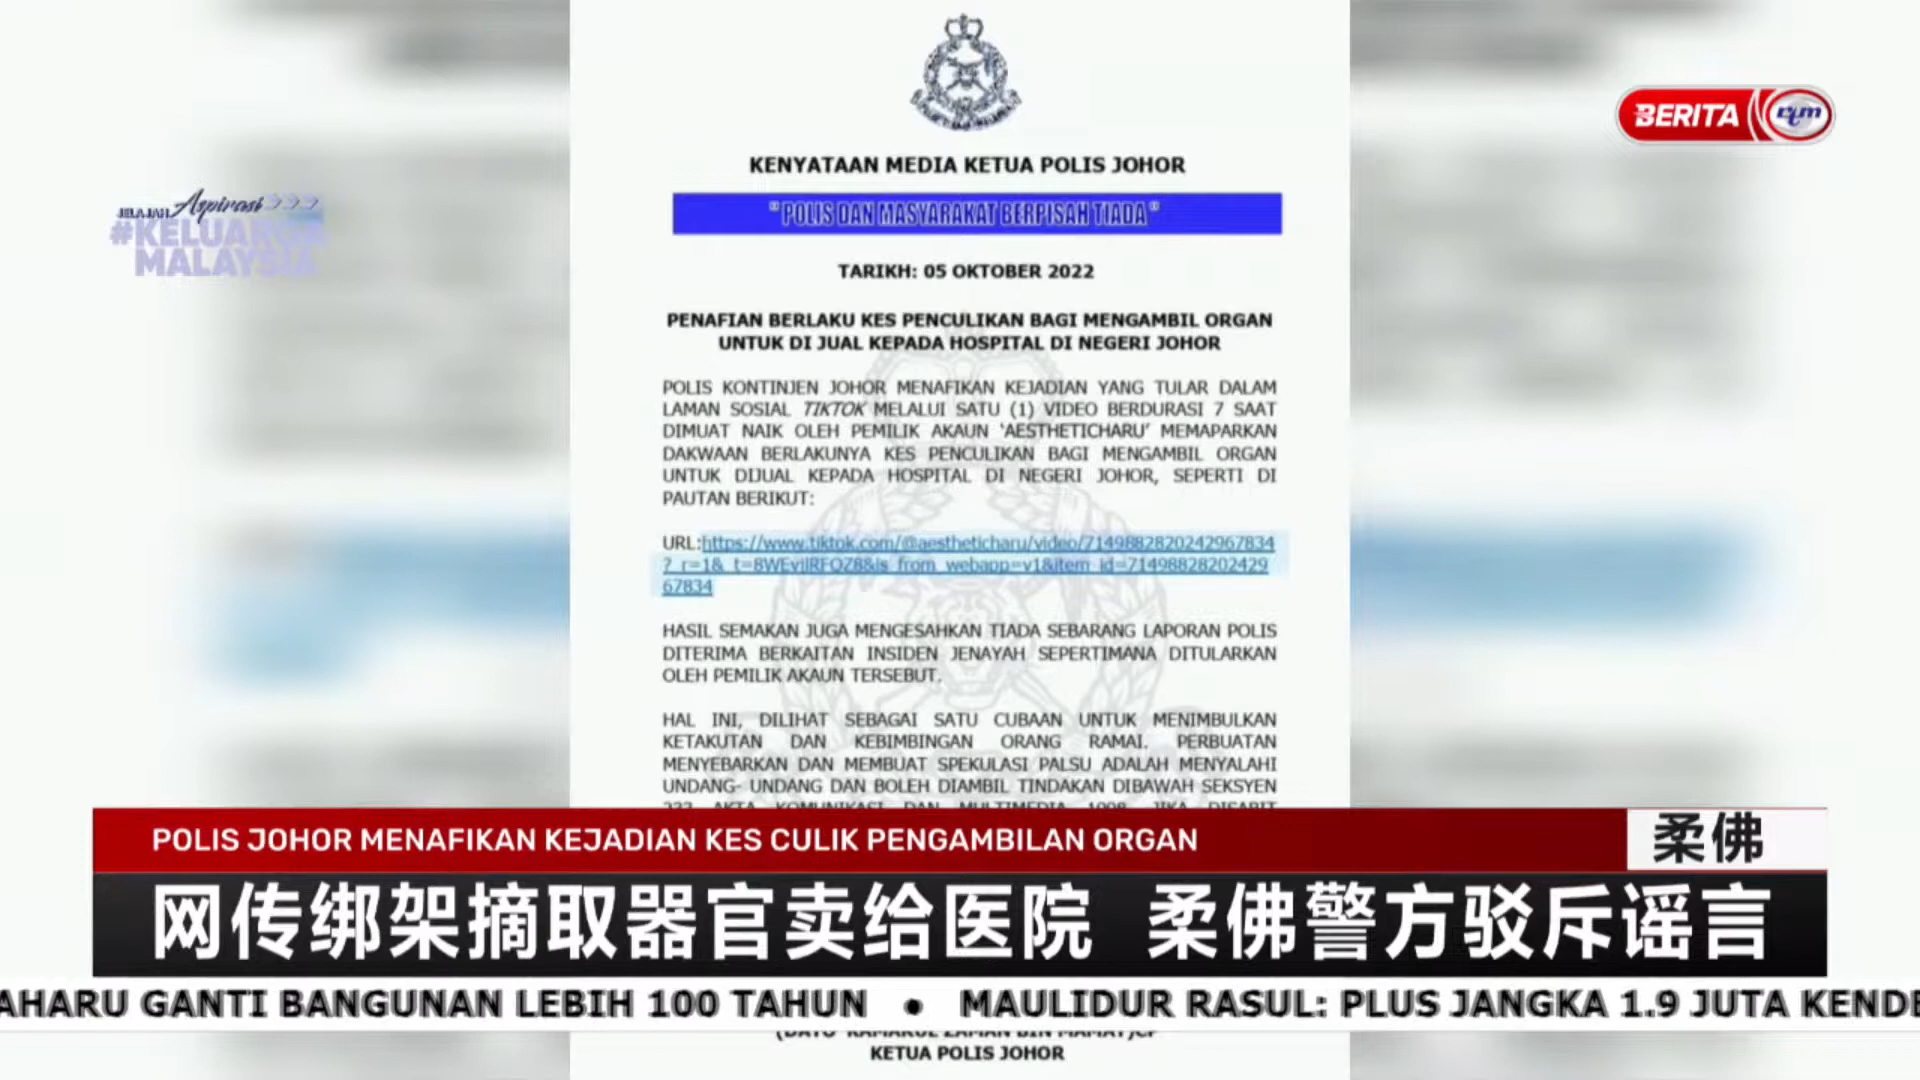 KENYATAAN MEDIA KETUA POLIS JOHOR
BERITA rtm
"POLIS DAN MASYARAKAT BERPISAH TIADA"
JELAJAH Aspirasi >>>
#KELUARGA
MALAYSIA
TARIKH: 05 OKTOBER 2022
PENAFIAN BERLAKU KES PENCULIKAN BAGI MENGAMBIL ORGAN
UNTUK DI JUAL KEPADA HOSPITAL DI NEGERI JOHOR
POLIS KONTINJEN JOHOR MENAFIKAN KEJADIAN YANG TULAR DALAM
LAMAN SOSIAL TIKTOK MELALUI SATU (1) VIDEO BERDURASI 7 SAAT
DIMUAT NAIK OLEH PEMILIK AKAUN 'AESTHETICHARU' MEMAPARKAN
DAKWAAN BERLAKUNYA KES PENCULIKAN BAGI MENGAMBIL ORGAN
UNTUK DIJUAL KEPADA HOSPITAL DI NEGERI JOHOR, SEPERTI DI
PAUTAN BERIKUT:
URL:https://www.tiktok.com/@aestheticharu/video/7149882820242967834
67834
HASIL SEMAKAN JUGA MENGESAHKAN TIADA SEBARANG LAPORAN POLIS
DITERIMA BERKAITAN INSIDEN JENAYAH SEPERTIMANA DITULARKAN
OLEH PEMILIK AKAUN TERSEBUT.
HAL INI, DILIHAT SEBAGAI SATU CUBAAN UNTUK MENIMBULKAN
KETAKUTAN DAN KEBIMBINGAN ORANG RAMAI. PERBUATAN
MENYEBARKAN DAN MEMBUAT SPEKULASI PALSU ADALAH MENYALAHI
UNDANG- UNDANG DAN BOLEH DIAMBIL TINDAKAN DIBAWAH SEKSYEN
POLIS JOHOR MENAFIKAN KEJADIAN KES CULIK PENGAMBILAN ORGAN
柔佛
网传绑架摘取器官卖给医院 柔佛警方驳斥谣言
AHARU GANTI BANGUNAN LEBIH 100 TAHUN • MAULIDUR RASUL: PLUS JANGKA 1.9 JUTA KENDE
KETUA POLIS JOHOR